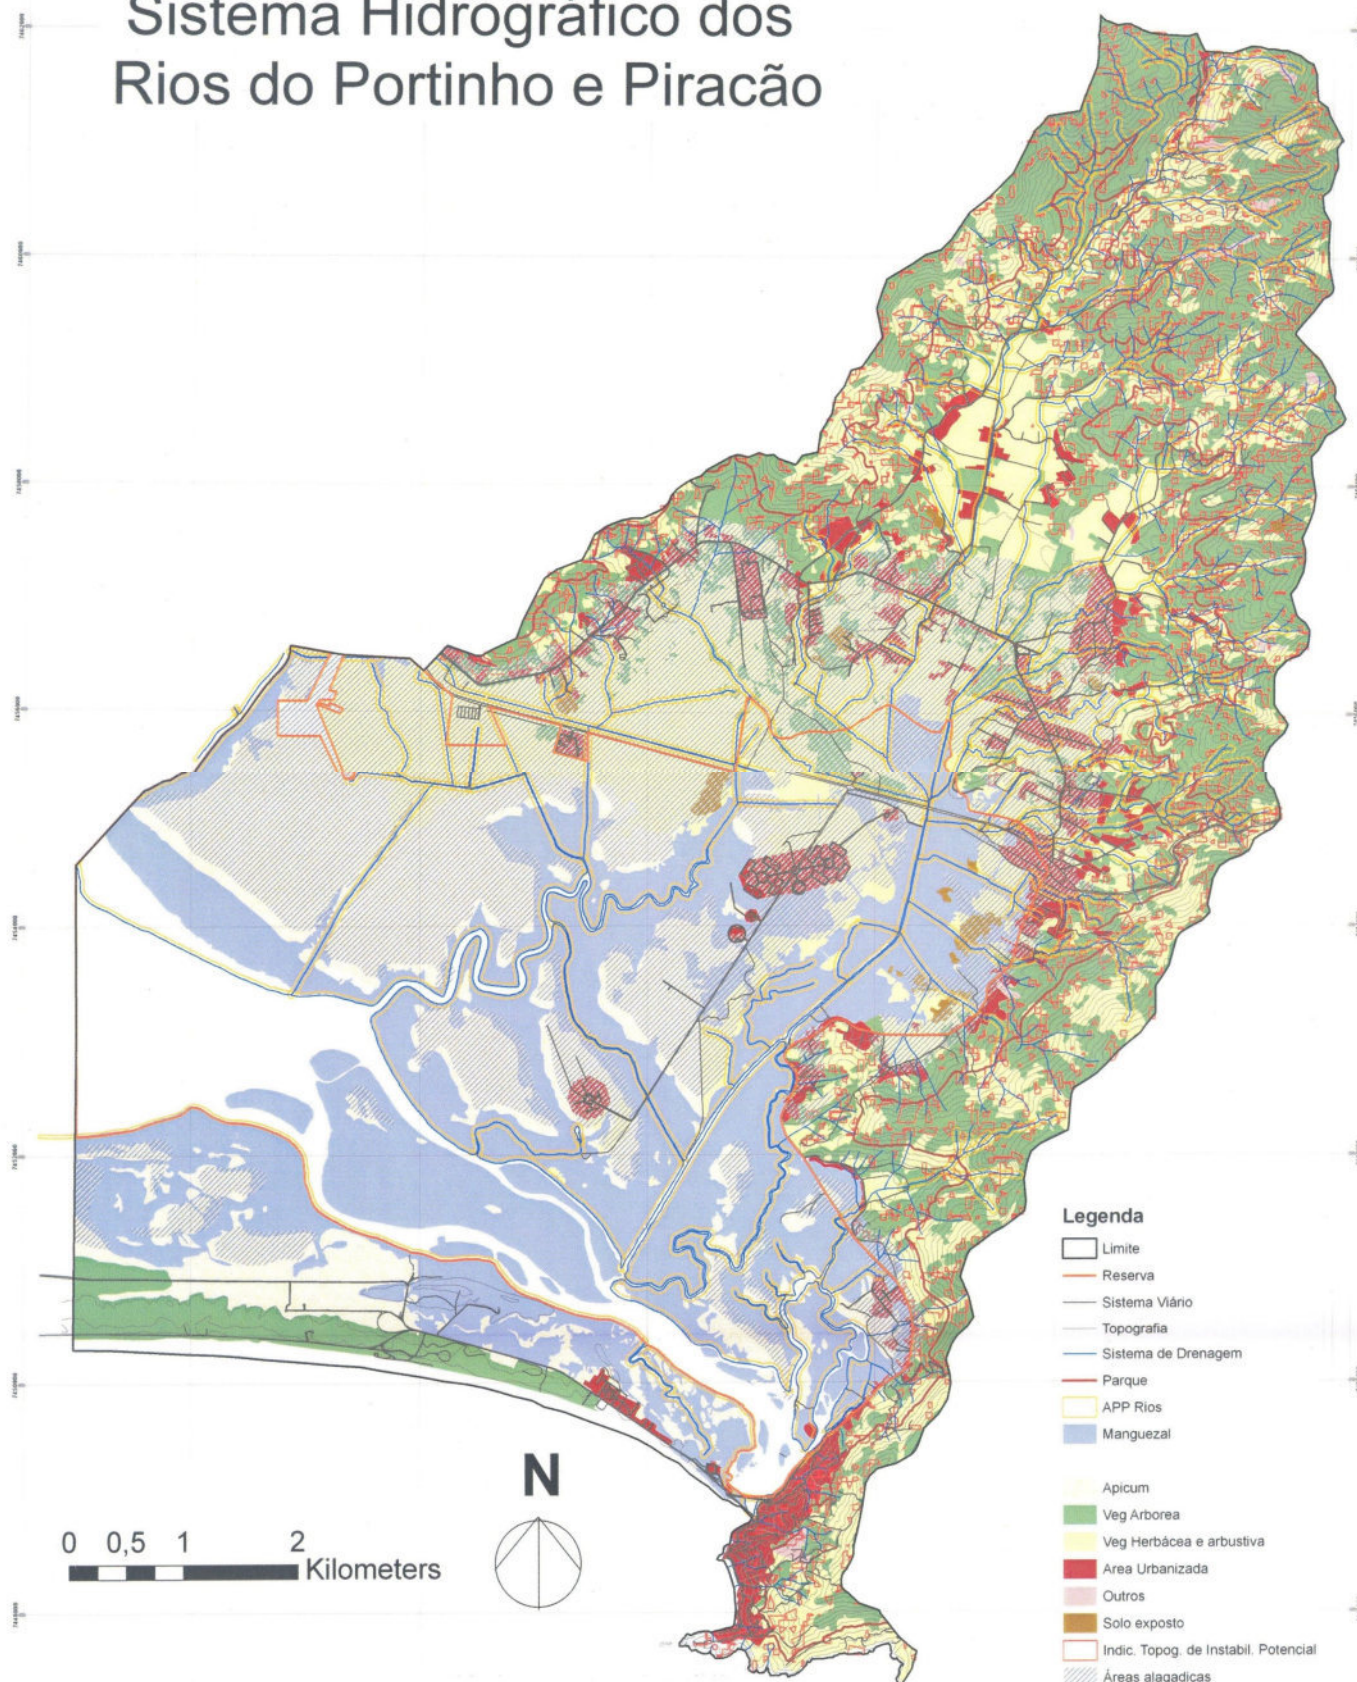 Sistema Hidrográfico dos
Rios do Portinho e Piracão
N
0 0,5 1 2
Kilometers
Legenda
Limite
Reserva
Sistema Viário
Topografia
Sistema de Drenagem
Parque
APP Rios
Manguezal
Apicum
Veg Arborea
Veg Herbácea e arbustiva
Area Urbanizada
Outros
Solo exposto
Indic. Topog. de Instabil. Potencial
Áreas alagadicas